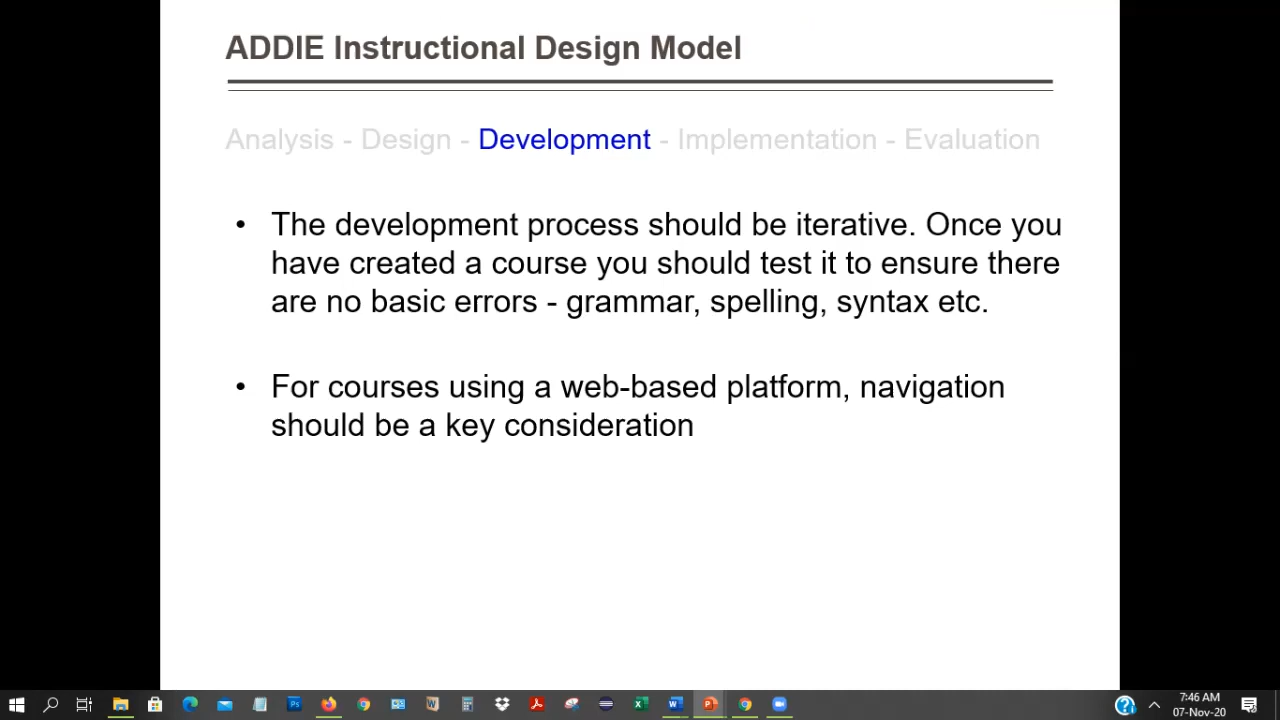 ADDIE Instructional Design Model
Analysis - Design - Development - Implementation - Evaluation
• The development process should be iterative. Once you
have created a course you should test it to ensure there
are no basic errors - grammar, spelling, syntax etc.
• For courses using a web-based platform, navigation
should be a key consideration
7:46 AM
07-Nov-20